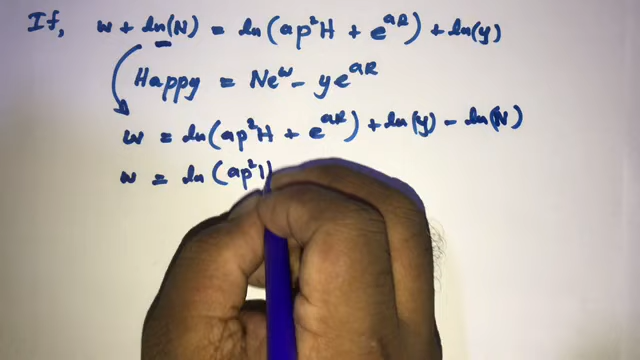 If, w + ln(N) = ln(ap²H + e^{aR}) + ln(y)
Happy = Ne^w - ye^{aR}
w = ln(ap²H + e^{aR}) + ln(y) - ln(N)
w = ln(ap²